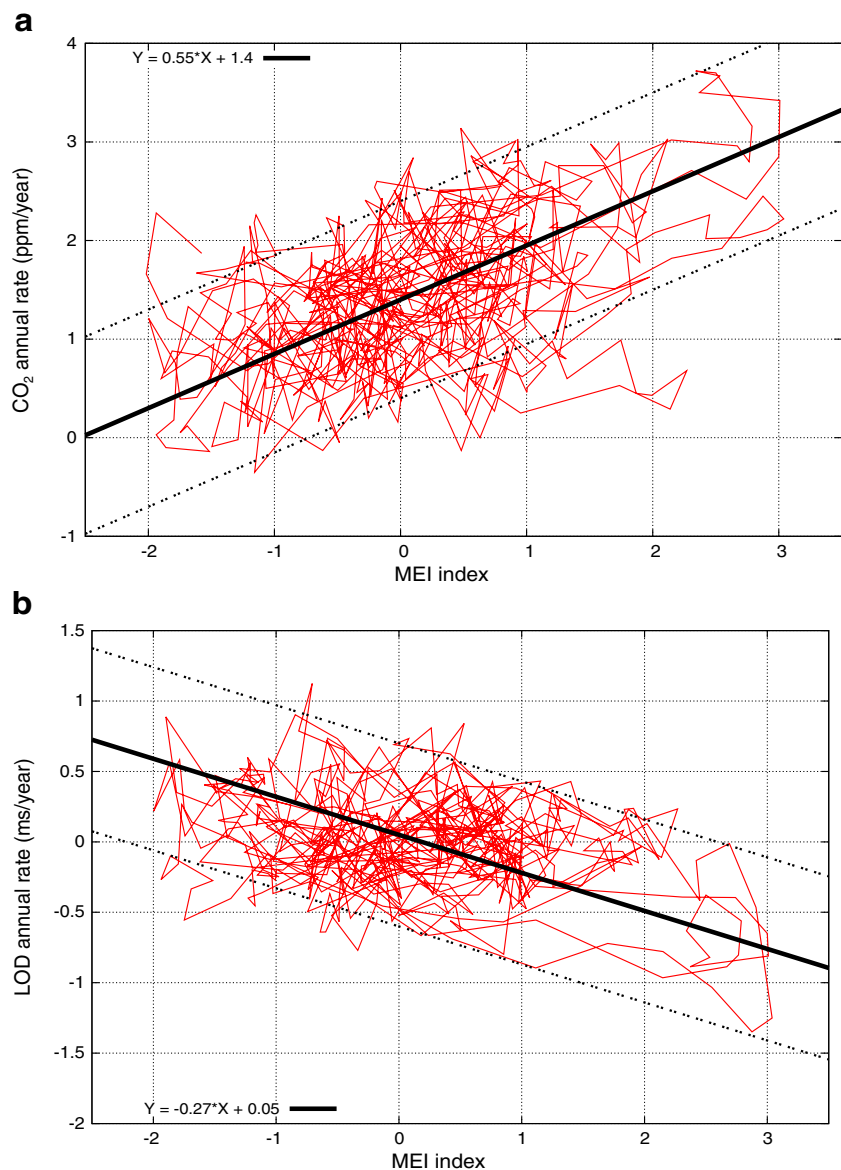 a
Y = 0.55*X + 1.4
4
3
2
1
0
-1
CO₂ annual rate (ppm/year)
-2 -1 0 1 2 3
MEI index
b
1.5
1
0.5
0
-0.5
-1
-1.5
-2
LOD annual rate (ms/year)
Y = -0.27*X + 0.05
-2 -1 0 1 2 3
MEI index